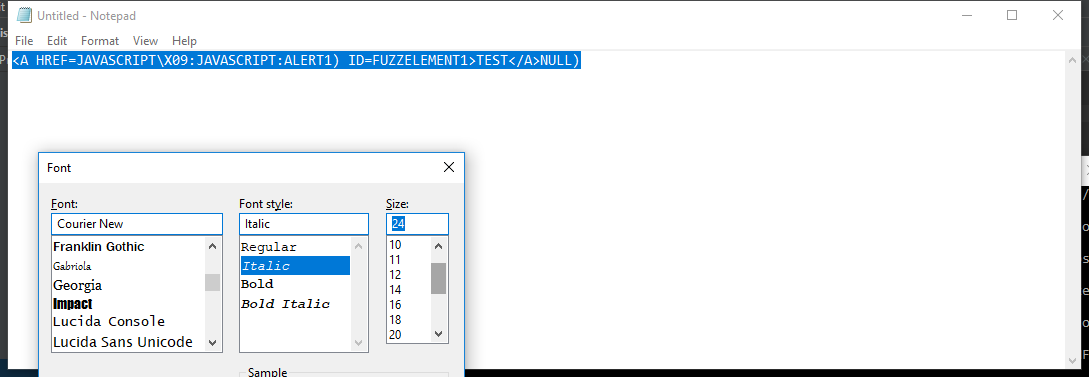 Untitled - Notepad
File Edit Format View Help
<A HREF=JAVASCRIPT\X09:JAVASCRIPT:ALERT1) ID=FUZZELEMENT1>TEST</A>NULL)
Font
Font: Font style: Size:
Courier New Italic 24
Franklin Gothic Regular 10
Gabriola Italic 11
Georgia Bold 12
Impact Bold Italic 14
Lucida Console 16
Lucida Sans Unicode 18
20
Sample